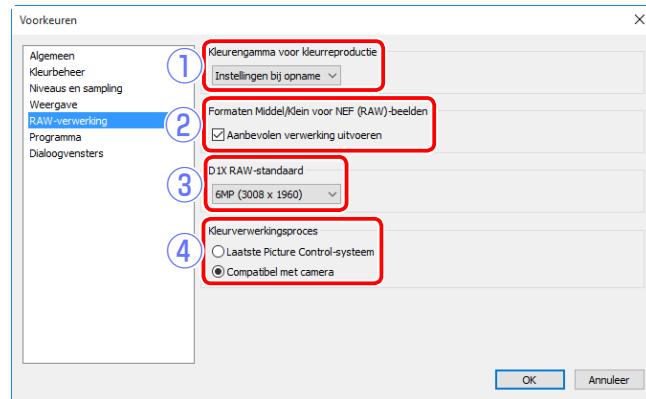 Voorkeuren
Algemeen
Kleurbeheer
Niveaus en sampling
Weergave
RAW-verwerking
Programma
Dialoogvensters
1
Kleurengamma voor kleurreproductie
Instellingen bij opname
2
Formaten Middel/Klein voor NEF (RAW)-beelden
Aanbevolen verwerking uitvoeren
3
D1X RAW-standaard
6MP (3008 x 1960)
4
Kleurverwerkingsproces
Laatste Picture Control-systeem
Compatibel met camera
OK
Annuleer